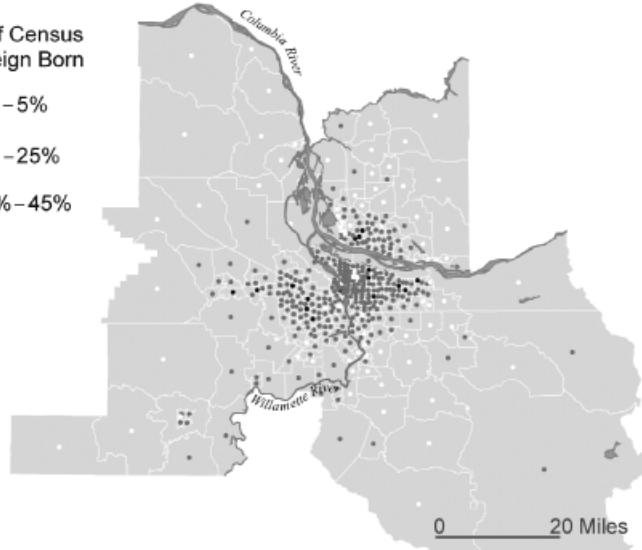 f Census
eign Born
–5%
–25%
%–45%
Columbia River
Willamette River
0 20 Miles